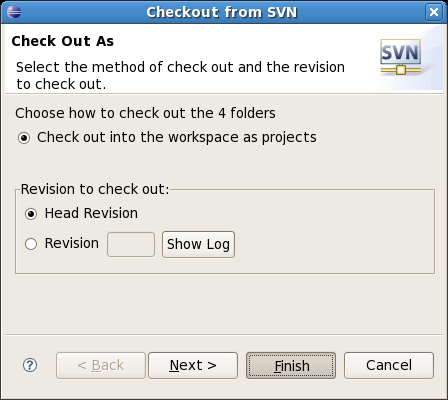 Checkout from SVN
Check Out As
Select the method of check out and the revision
to check out.
SVN
Choose how to check out the 4 folders
Check out into the workspace as projects
Revision to check out:
Head Revision
Revision Show Log
? < Back Next > Finish Cancel